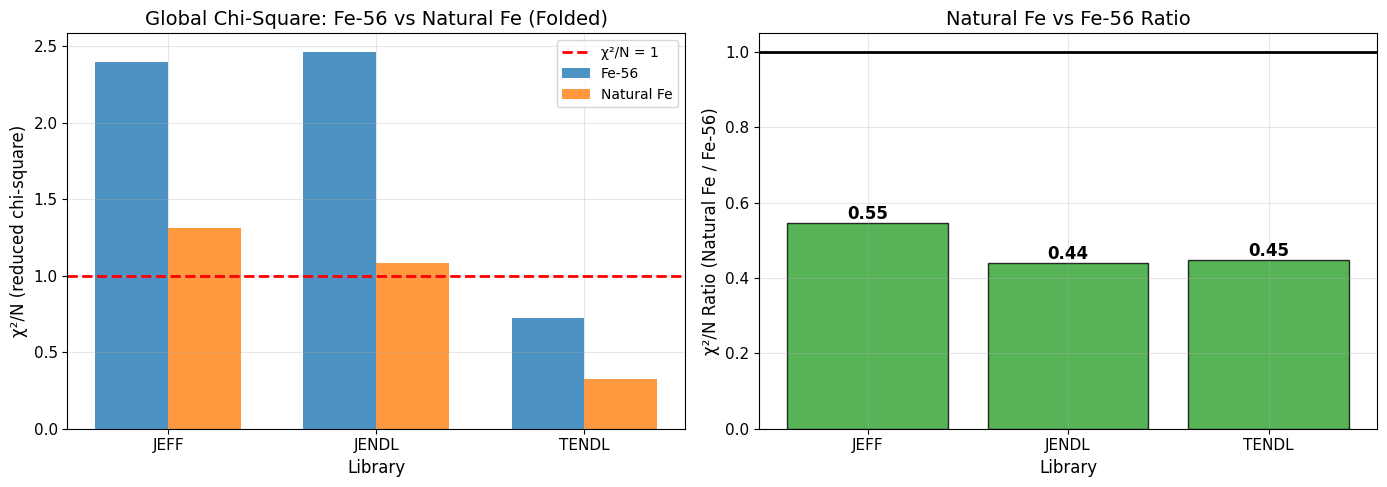 Global Chi-Square: Fe-56 vs Natural Fe (Folded)
χ²/N (reduced chi-square)
2.5
2.0
1.5
1.0
0.5
0.0
χ²/N = 1
Fe-56
Natural Fe
JEFF
JENDL
TENDL
Library
Natural Fe vs Fe-56 Ratio
χ²/N Ratio (Natural Fe / Fe-56)
1.0
0.8
0.6
0.4
0.2
0.0
0.55
0.44
0.45
JEFF
JENDL
TENDL
Library